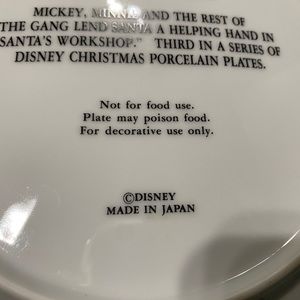 MICKEY, MINNIE AND THE REST OF
THE GANG LEND SANTA A HELPING HAND IN
SANTA'S WORKSHOP." THIRD IN A SERIES OF
DISNEY CHRISTMAS PORCELAIN PLATES.
Not for food use.
Plate may poison food.
For decorative use only.
©DISNEY
MADE IN JAPAN